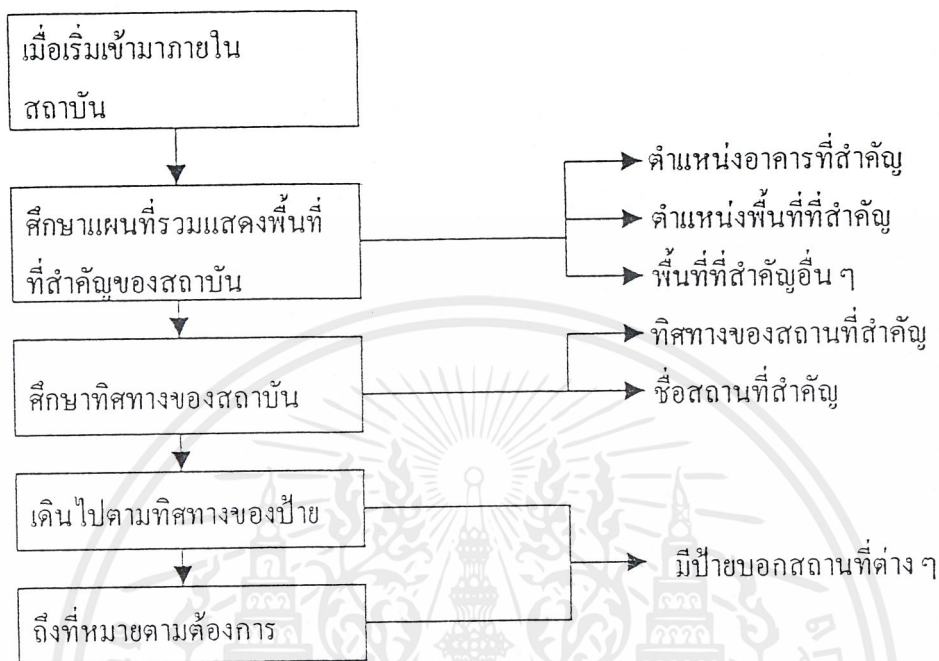 เมื่อเริ่มเข้ามาภายใน
สถาบัน
ศึกษาแผนที่รวมแสดงพื้นที่
ที่สำคัญของสถาบัน
ตำแหน่งอาคารที่สำคัญ
ตำแหน่งพื้นที่ที่สำคัญ
พื้นที่ที่สำคัญอื่น ๆ
ศึกษาทิศทางของสถาบัน
ทิศทางของสถานที่สำคัญ
ชื่อสถานที่สำคัญ
เดินไปตามทิศทางของป้าย
ถึงที่หมายตามต้องการ
มีป้ายบอกสถานที่ต่าง ๆ